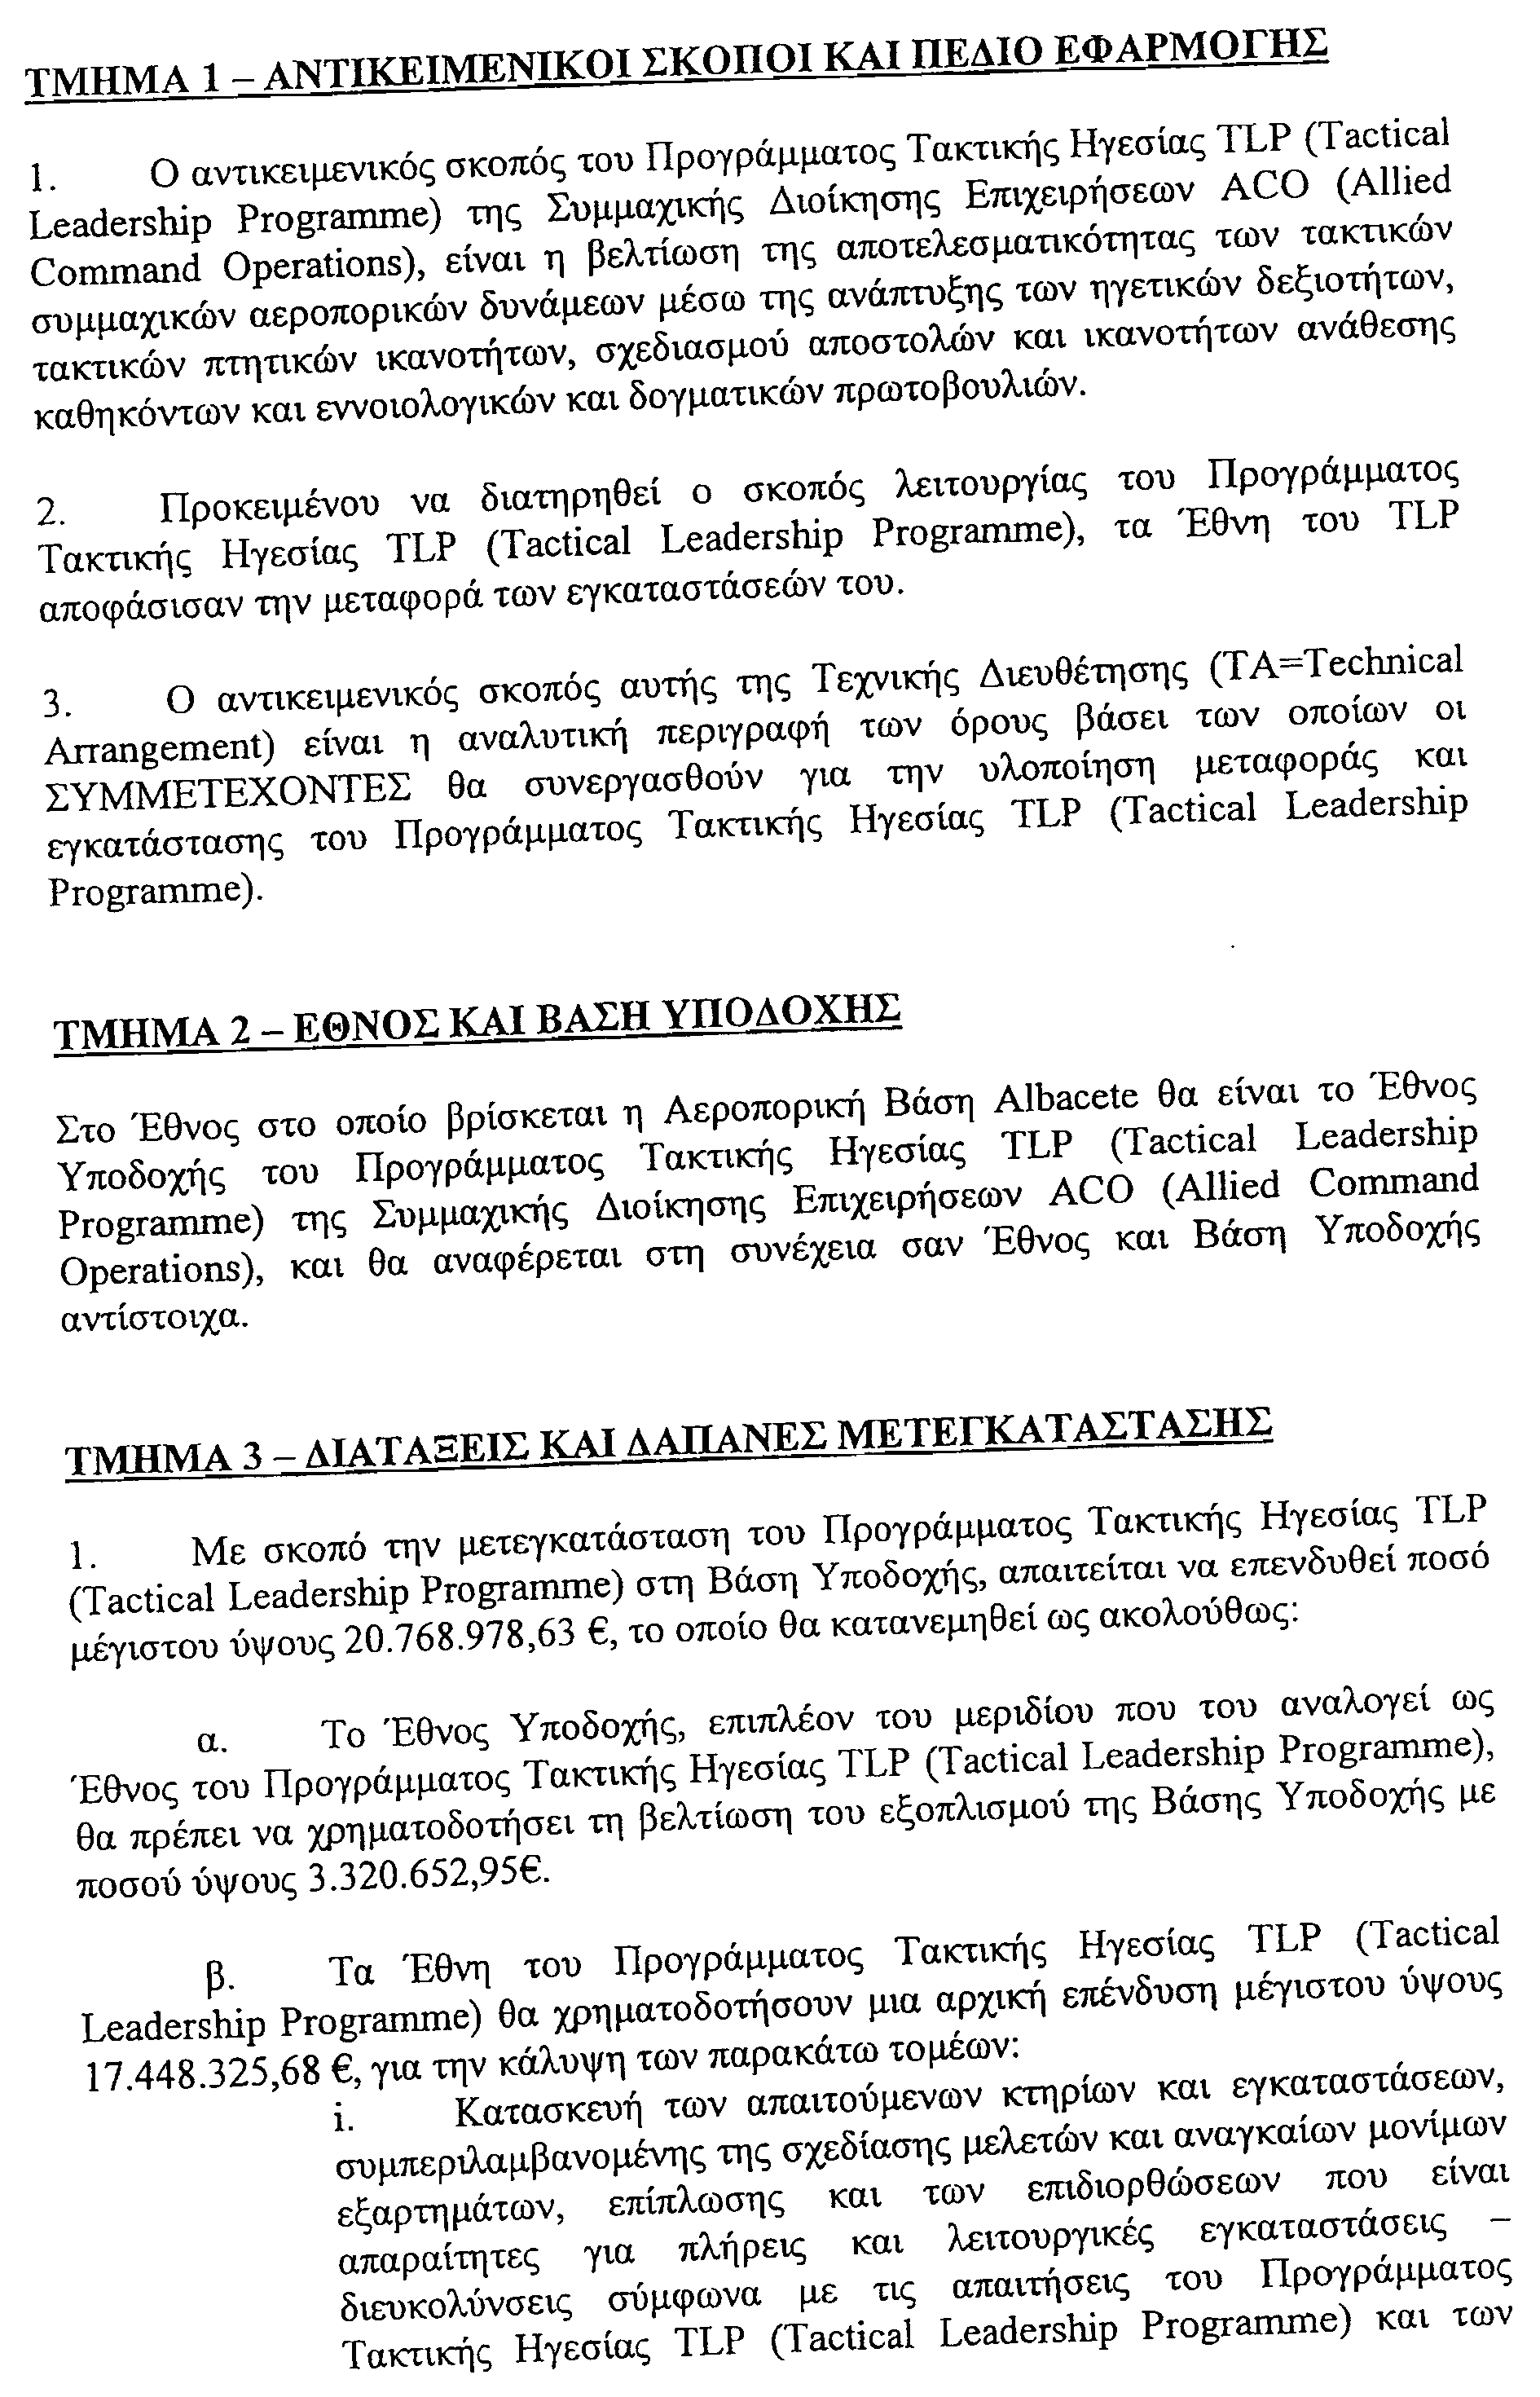 ΤΜΗΜΑ 1 – ΑΝΤΙΚΕΙΜΕΝΙΚΟΙ ΣΚΟΠΟΙ ΚΑΙ ΠΕΔΙΟ ΕΦΑΡΜΟΓΗΣ
1. Ο αντικειμενικός σκοπός του Προγράμματος Τακτικής Ηγεσίας TLP (Tactical
Leadership Programme) της Συμμαχικής Διοίκησης Επιχειρήσεων ACO (Allied
Command Operations), είναι η βελτίωση της αποτελεσματικότητας των τακτικών
συμμαχικών αεροπορικών δυνάμεων μέσω της ανάπτυξης των ηγετικών δεξιοτήτων,
τακτικών πτητικών ικανοτήτων, σχεδιασμού αποστολών και ικανοτήτων ανάθεσης
καθηκόντων και εννοιολογικών και δογματικών πρωτοβουλιών.
2. Προκειμένου να διατηρηθεί ο σκοπός λειτουργίας του Προγράμματος
Τακτικής Ηγεσίας TLP (Tactical Leadership Programme), τα Έθνη του TLP
αποφάσισαν την μεταφορά των εγκαταστάσεών του.
3. Ο αντικειμενικός σκοπός αυτής της Τεχνικής Διευθέτησης (TA=Technical
Arrangement) είναι η αναλυτική περιγραφή των όρους βάσει των οποίων οι
ΣΥΜΜΕΤΕΧΟΝΤΕΣ θα συνεργασθούν για την υλοποίηση μεταφοράς και
εγκατάστασης του Προγράμματος Τακτικής Ηγεσίας TLP (Tactical Leadership
Programme).
ΤΜΗΜΑ 2 – ΕΘΝΟΣ ΚΑΙ ΒΑΣΗ ΥΠΟΔΟΧΗΣ
Στο Έθνος στο οποίο βρίσκεται η Αεροπορική Βάση Albacete θα είναι το Έθνος
Υποδοχής του Προγράμματος Τακτικής Ηγεσίας TLP (Tactical Leadership
Programme) της Συμμαχικής Διοίκησης Επιχειρήσεων ACO (Allied Command
Operations), και θα αναφέρεται στη συνέχεια σαν Έθνος και Βάση Υποδοχής
αντίστοιχα.
ΤΜΗΜΑ 3 – ΔΙΑΤΑΞΕΙΣ ΚΑΙ ΔΑΠΑΝΕΣ ΜΕΤΕΓΚΑΤΑΣΤΑΣΗΣ
1. Με σκοπό την μετεγκατάσταση του Προγράμματος Τακτικής Ηγεσίας TLP
(Tactical Leadership Programme) στη Βάση Υποδοχής, απαιτείται να επενδυθεί ποσό
μέγιστου ύψους 20.768.978,63 €, το οποίο θα κατανεμηθεί ως ακολούθως:
α. Το Έθνος Υποδοχής, επιπλέον του μεριδίου που του αναλογεί ως
Έθνος του Προγράμματος Τακτικής Ηγεσίας TLP (Tactical Leadership Programme),
θα πρέπει να χρηματοδοτήσει τη βελτίωση του εξοπλισμού της Βάσης Υποδοχής με
ποσού ύψους 3.320.652,95€.
β. Τα Έθνη του Προγράμματος Τακτικής Ηγεσίας TLP (Tactical
Leadership Programme) θα χρηματοδοτήσουν μια αρχική επένδυση μέγιστου ύψους
17.448.325,68 €, για την κάλυψη των παρακάτω τομέων:
i. Κατασκευή των απαιτούμενων κτηρίων και εγκαταστάσεων,
συμπεριλαμβανομένης της σχεδίασης μελετών και αναγκαίων μονίμων
εξαρτημάτων, επίπλωσης και των επιδιορθώσεων που είναι
απαραίτητες για πλήρεις και λειτουργικές εγκαταστάσεις –
διευκολύνσεις σύμφωνα με τις απαιτήσεις του Προγράμματος
Τακτικής Ηγεσίας TLP (Tactical Leadership Programme) και των